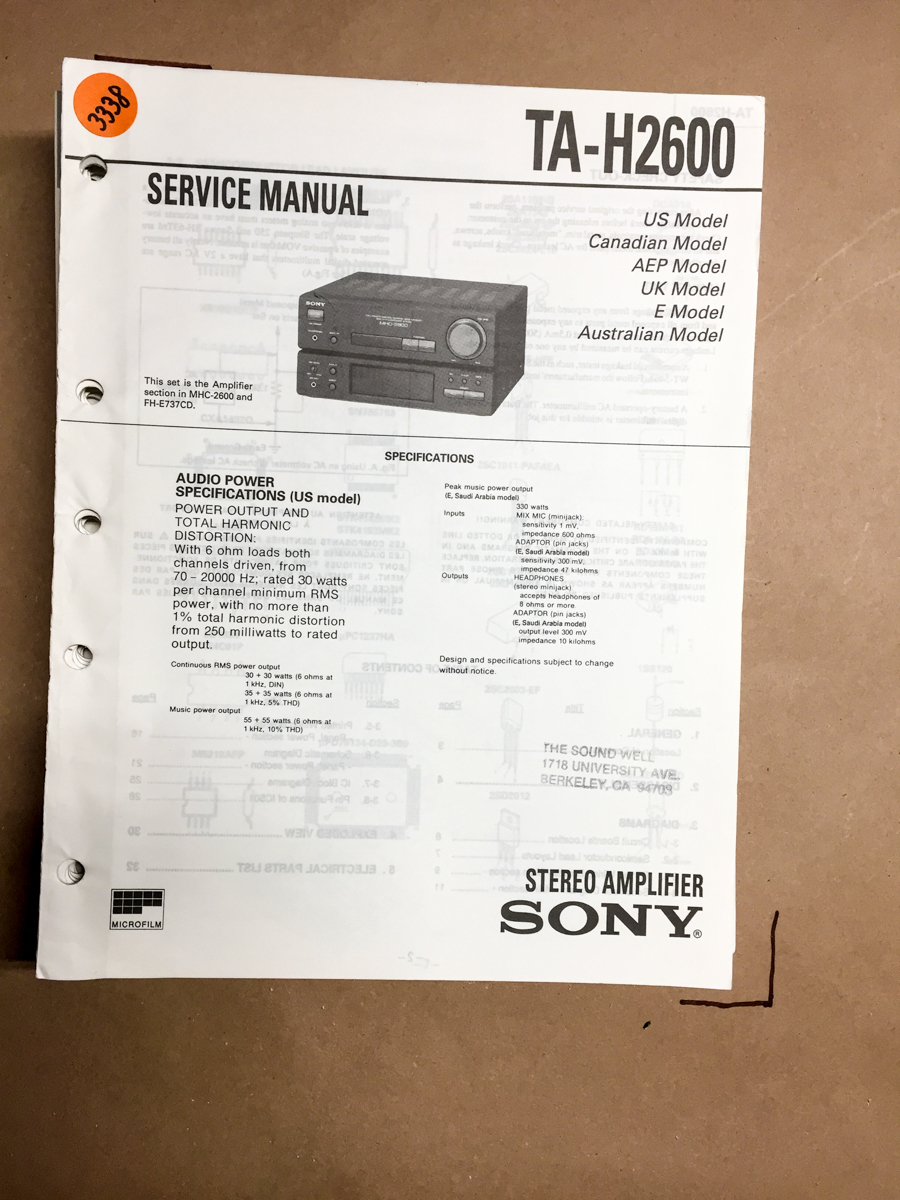 3338
TA-H2600
SERVICE MANUAL
US Model
Canadian Model
AEP Model
UK Model
E Model
Australian Model
SONY
MHC-2600
This set is the Amplifier
section in MHC-2600 and
FH-E737CD.
SPECIFICATIONS
AUDIO POWER
SPECIFICATIONS (US model)
POWER OUTPUT AND
TOTAL HARMONIC
DISTORTION:
With 6 ohm loads both
channels driven, from
70 – 20000 Hz; rated 30 watts
per channel minimum RMS
power, with no more than
1% total harmonic distortion
from 250 milliwatts to rated
output.
Continuous RMS power output
30 + 30 watts (6 ohms at
1 kHz, DIN)
35 + 35 watts (6 ohms at
1 kHz, 5% THD)
Music power output
55 + 55 watts (6 ohms at
1 kHz, 10% THD)
Peak music power output
(E, Saudi Arabia model)
330 watts
Inputs MIX MIC (minijack):
sensitivity 1 mV,
impedance 600 ohms
ADAPTOR (pin jacks)
(E, Saudi Arabia model)
sensitivity 300 mV,
impedance 47 kilohms
Outputs HEADPHONES
(stereo minijack)
accepts headphones of
8 ohms or more
ADAPTOR (pin jacks)
(E, Saudi Arabia model)
output level 300 mV
impedance 10 kilohms
Design and specifications subject to change
without notice.
THE SOUND WELL
1718 UNIVERSITY AVE.
BERKELEY, CA 94703
MICROFILM
STEREO AMPLIFIER
SONY®